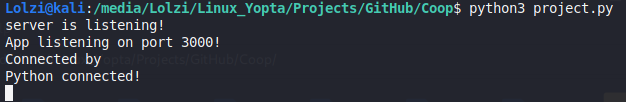 Lolzi@kali:/media/Lolzi/Linux_Yopta/Projects/GitHub/Coop$ python3 project.py
server is listening!
App listening on port 3000!
Connected by
Python connected!